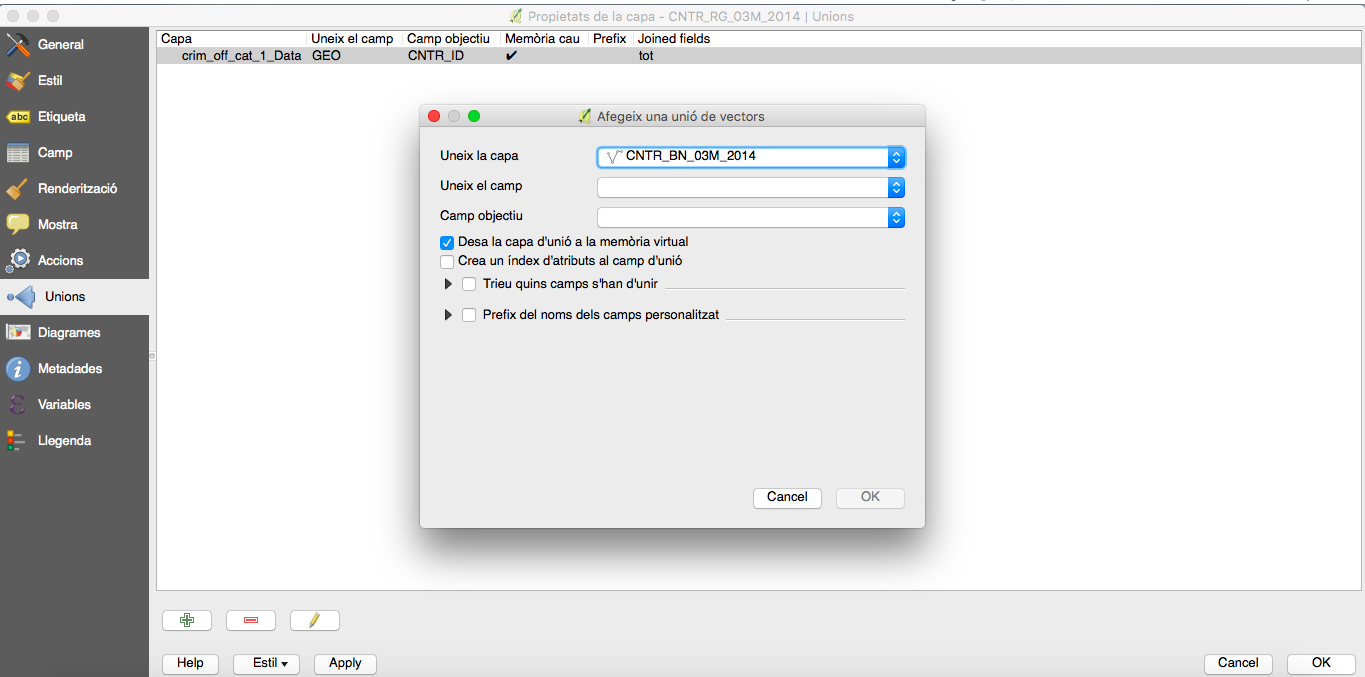 Propietats de la capa - CNTR_RG_03M_2014 | Unions
General
Estil
abc Etiqueta
Camp
Renderització
Mostra
Accions
Unions
Diagrames
Metadades
Variables
Llegenda
Capa Uneix el camp Camp objectiu Memòria cau Prefix Joined fields
crim_off_cat_1_Data GEO CNTR_ID ✔ tot
Afegeix una unió de vectors
Uneix la capa CNTR_BN_03M_2014
Uneix el camp
Camp objectiu
Desa la capa d'unió a la memòria virtual
Crea un índex d'atributs al camp d'unió
Trieu quins camps s'han d'unir
Prefix del noms dels camps personalitzat
Cancel OK
Help Estil Apply Cancel OK